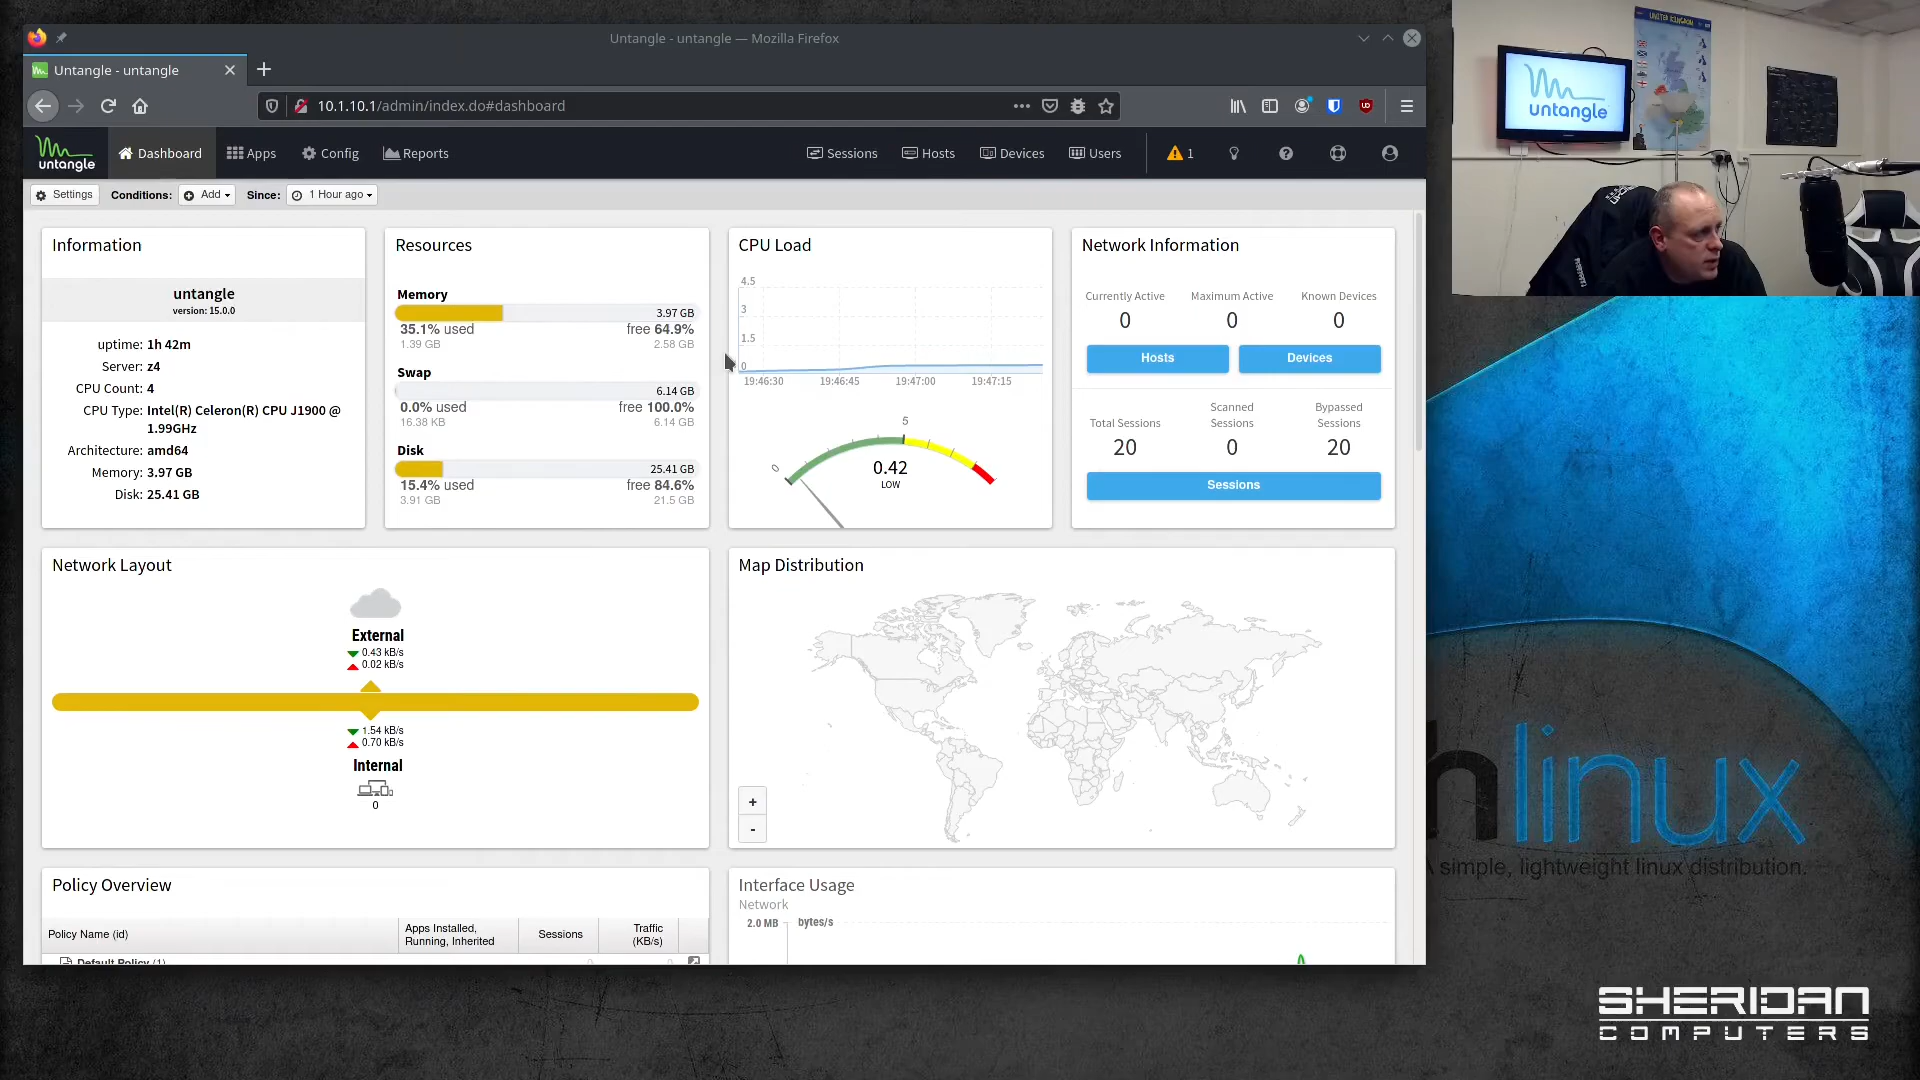 Untangle - untangle — Mozilla Firefox
Untangle - untangle
10.1.10.1/admin/index.do#dashboard
untangle
Dashboard
Apps
Config
Reports
Sessions
Hosts
Devices
Users
1
Settings
Conditions:
Add
Since:
1 Hour ago
Information
untangle
version: 15.0.0
uptime: 1h 42m
Server: z4
CPU Count: 4
CPU Type: Intel(R) Celeron(R) CPU J1900 @
1.99GHz
Architecture: amd64
Memory: 3.97 GB
Disk: 25.41 GB
Resources
Memory
3.97 GB
35.1% used free 64.9%
1.39 GB 2.58 GB
Swap
6.14 GB
0.0% used free 100.0%
16.38 KB 6.14 GB
Disk
25.41 GB
15.4% used free 84.6%
3.91 GB 21.5 GB
CPU Load
4.5
3
1.5
0
19:46:30 19:46:45 19:47:00 19:47:15
5
0
0.42
LOW
Network Information
Currently Active Maximum Active Known Devices
0 0 0
Hosts Devices
Total Sessions
Scanned
Sessions
Bypassed
Sessions
20 0 20
Sessions
Network Layout
External
0.43 kB/s
0.02 kB/s
1.54 kB/s
0.70 kB/s
Internal
0
Map Distribution
+
-
Policy Overview
Policy Name (id)
Apps Installed,
Running, Inherited
Sessions
Traffic
(KB/s)
Default Policy (1)
Interface Usage
Network
2.0 MB
bytes/s
UNITED KINGDOM
untangle
hlinux
A simple, lightweight linux distribution.
SHERIDAN
COMPUTERS